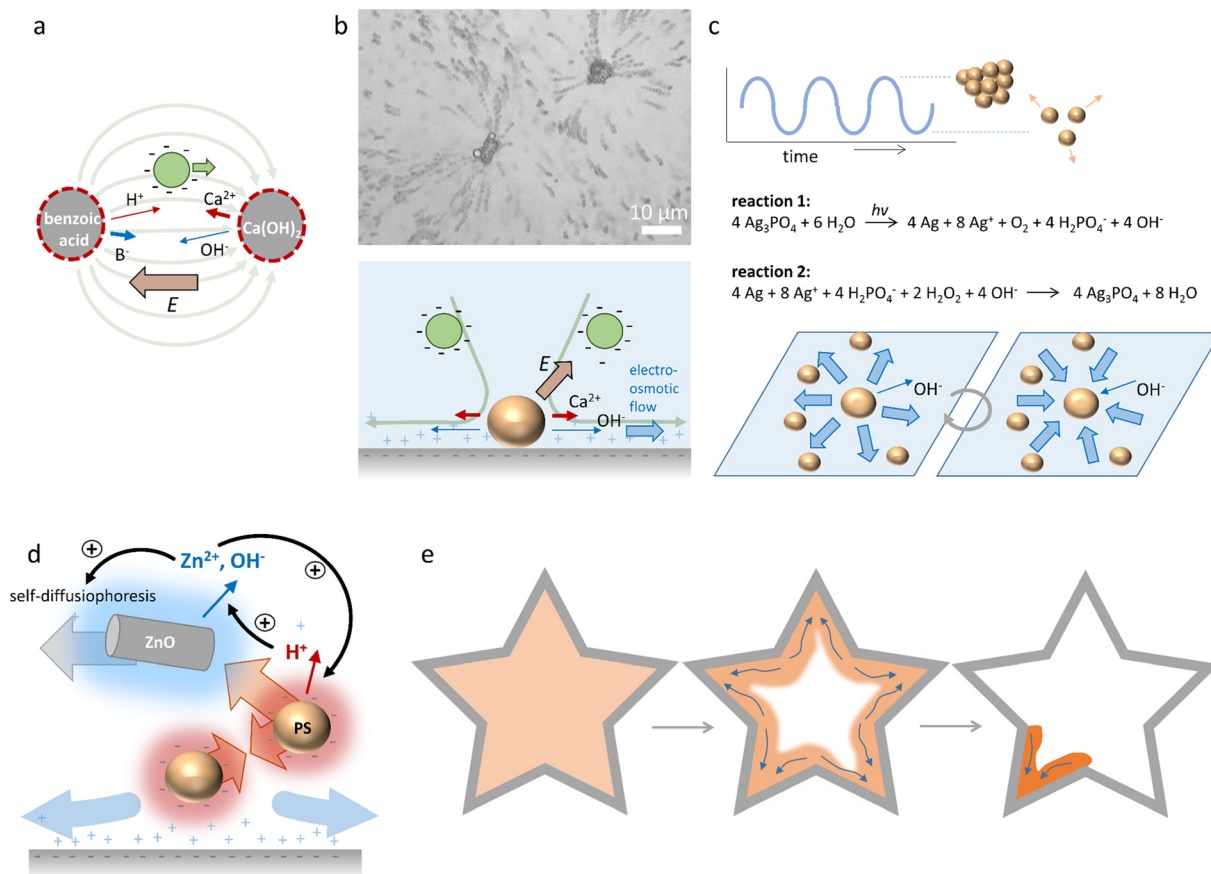 a
benzoic
acid
H⁺
B⁻
Ca²⁺
OH⁻
Ca(OH)₂
E
b
10 μm
E
Ca²⁺
OH⁻
electro-
osmotic
flow
c
time
reaction 1:
4 Ag₃PO₄ + 6 H₂O hv 4 Ag + 8 Ag⁺ + O₂ + 4 H₂PO₄⁻ + 4 OH⁻
reaction 2:
4 Ag + 8 Ag⁺ + 4 H₂PO₄⁻ + 2 H₂O₂ + 4 OH⁻ → 4 Ag₃PO₄ + 8 H₂O
OH⁻
OH⁻
d
Zn²⁺, OH⁻
self-diffusiophoresis
ZnO
H⁺
PS
e